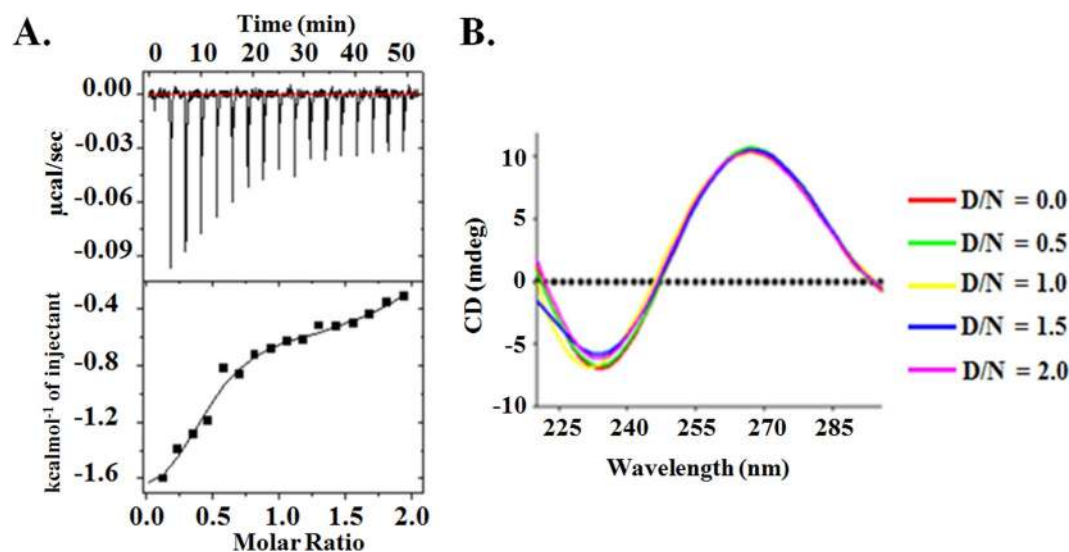 A.
Time (min)
0 10 20 30 40 50
0.00
-0.03
-0.06
-0.09
µcal/sec
-0.4
-0.8
-1.2
-1.6
kcalmol⁻¹ of injectant
0.0 0.5 1.0 1.5 2.0
Molar Ratio
B.
10
5
0
-5
-10
CD (mdeg)
225 240 255 270 285
Wavelength (nm)
D/N = 0.0
D/N = 0.5
D/N = 1.0
D/N = 1.5
D/N = 2.0